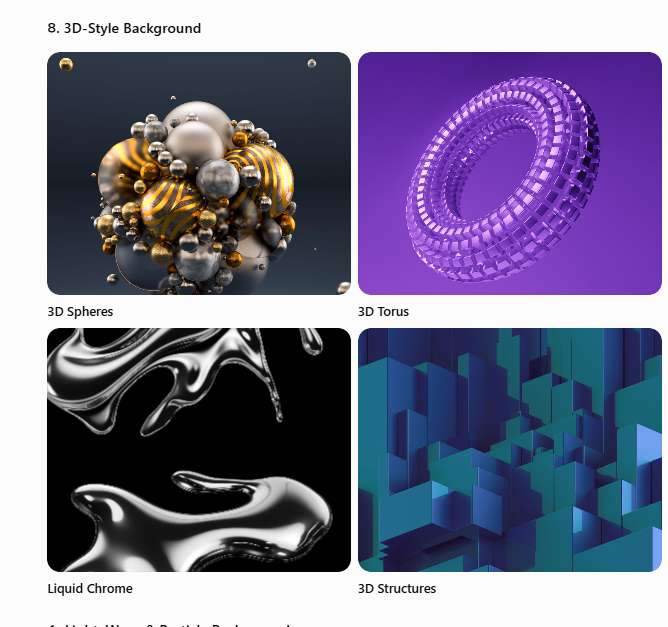 8. 3D-Style Background
3D Spheres
3D Torus
Liquid Chrome
3D Structures